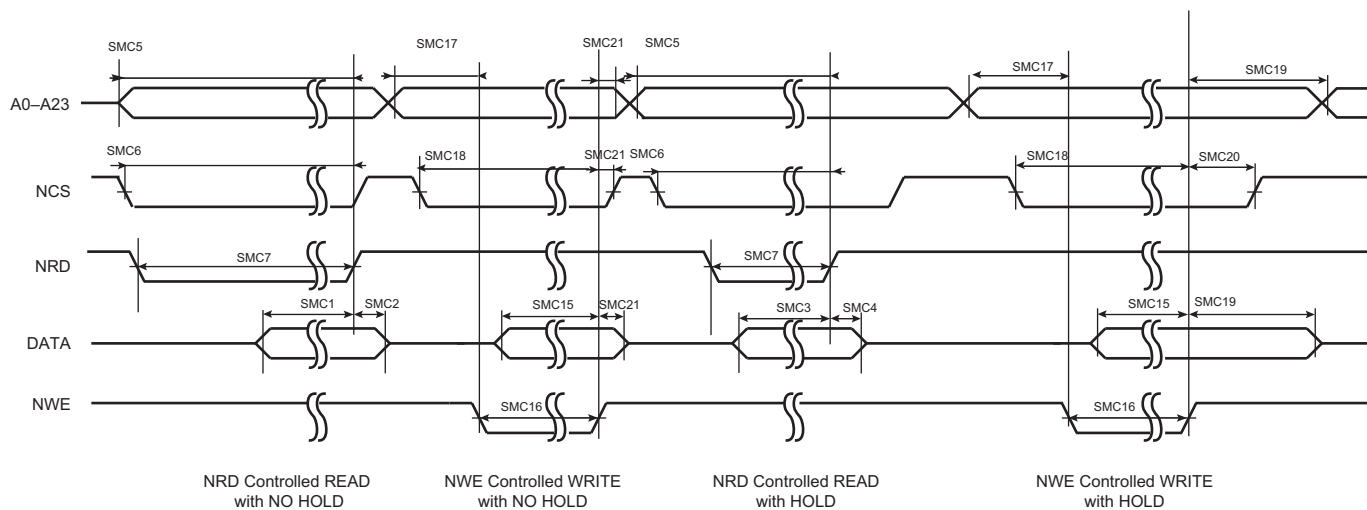 SMC5 SMC17 SMC21 SMC5 SMC17 SMC19
A0–A23
SMC6 SMC18 SMC21 SMC6 SMC18 SMC20
NCS
SMC7 SMC7
NRD
SMC1 SMC2 SMC15 SMC21 SMC3 SMC4 SMC15 SMC19
DATA
NWE
SMC16 SMC16
NRD Controlled READ
with NO HOLD
NWE Controlled WRITE
with NO HOLD
NRD Controlled READ
with HOLD
NWE Controlled WRITE
with HOLD